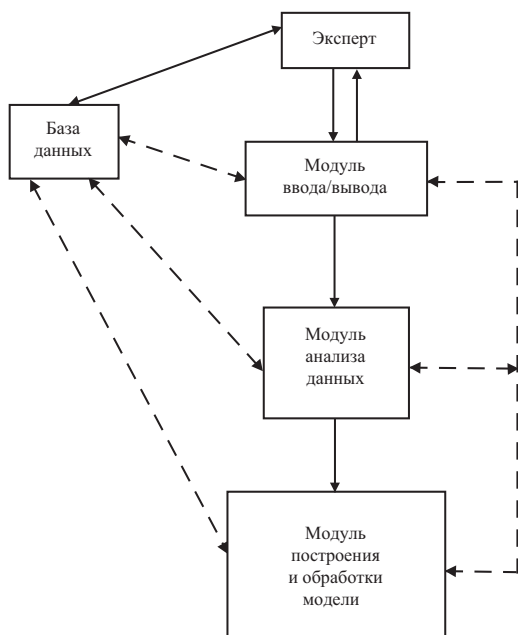 Эксперт
База
данных
Модуль
ввода/вывода
Модуль
анализа
данных
Модуль
построения
и обработки
модели